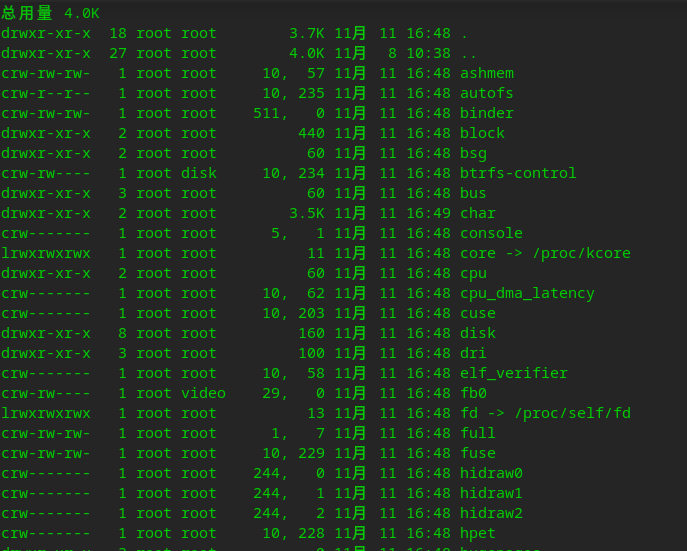 总用量 4.0K
drwxr-xr-x  18 root root        3.7K 11月  11 16:48 .
drwxr-xr-x  27 root root        4.0K 11月   8 10:38 ..
crw-rw-rw-   1 root root     10,  57 11月  11 16:48 ashmem
crw-r--r--   1 root root     10, 235 11月  11 16:48 autofs
crw-rw-rw-   1 root root    511,   0 11月  11 16:48 binder
drwxr-xr-x   2 root root         440 11月  11 16:48 block
drwxr-xr-x   2 root root          60 11月  11 16:48 bsg
crw-rw----   1 root disk     10, 234 11月  11 16:48 btrfs-control
drwxr-xr-x   3 root root          60 11月  11 16:48 bus
drwxr-xr-x   2 root root        3.5K 11月  11 16:49 char
crw-------   1 root root      5,   1 11月  11 16:48 console
lrwxrwxrwx   1 root root          11 11月  11 16:48 core -> /proc/kcore
drwxr-xr-x   2 root root          60 11月  11 16:48 cpu
crw-------   1 root root     10,  62 11月  11 16:48 cpu_dma_latency
crw-------   1 root root     10, 203 11月  11 16:48 cuse
drwxr-xr-x   8 root root         160 11月  11 16:48 disk
drwxr-xr-x   3 root root         100 11月  11 16:48 dri
crw-------   1 root root     10,  58 11月  11 16:48 elf_verifier
crw-rw----   1 root video    29,   0 11月  11 16:48 fb0
lrwxrwxrwx   1 root root          13 11月  11 16:48 fd -> /proc/self/fd
crw-rw-rw-   1 root root      1,   7 11月  11 16:48 full
crw-rw-rw-   1 root root     10, 229 11月  11 16:48 fuse
crw-------   1 root root    244,   0 11月  11 16:48 hidraw0
crw-------   1 root root    244,   1 11月  11 16:48 hidraw1
crw-------   1 root root    244,   2 11月  11 16:48 hidraw2
crw-------   1 root root     10, 228 11月  11 16:48 hpet